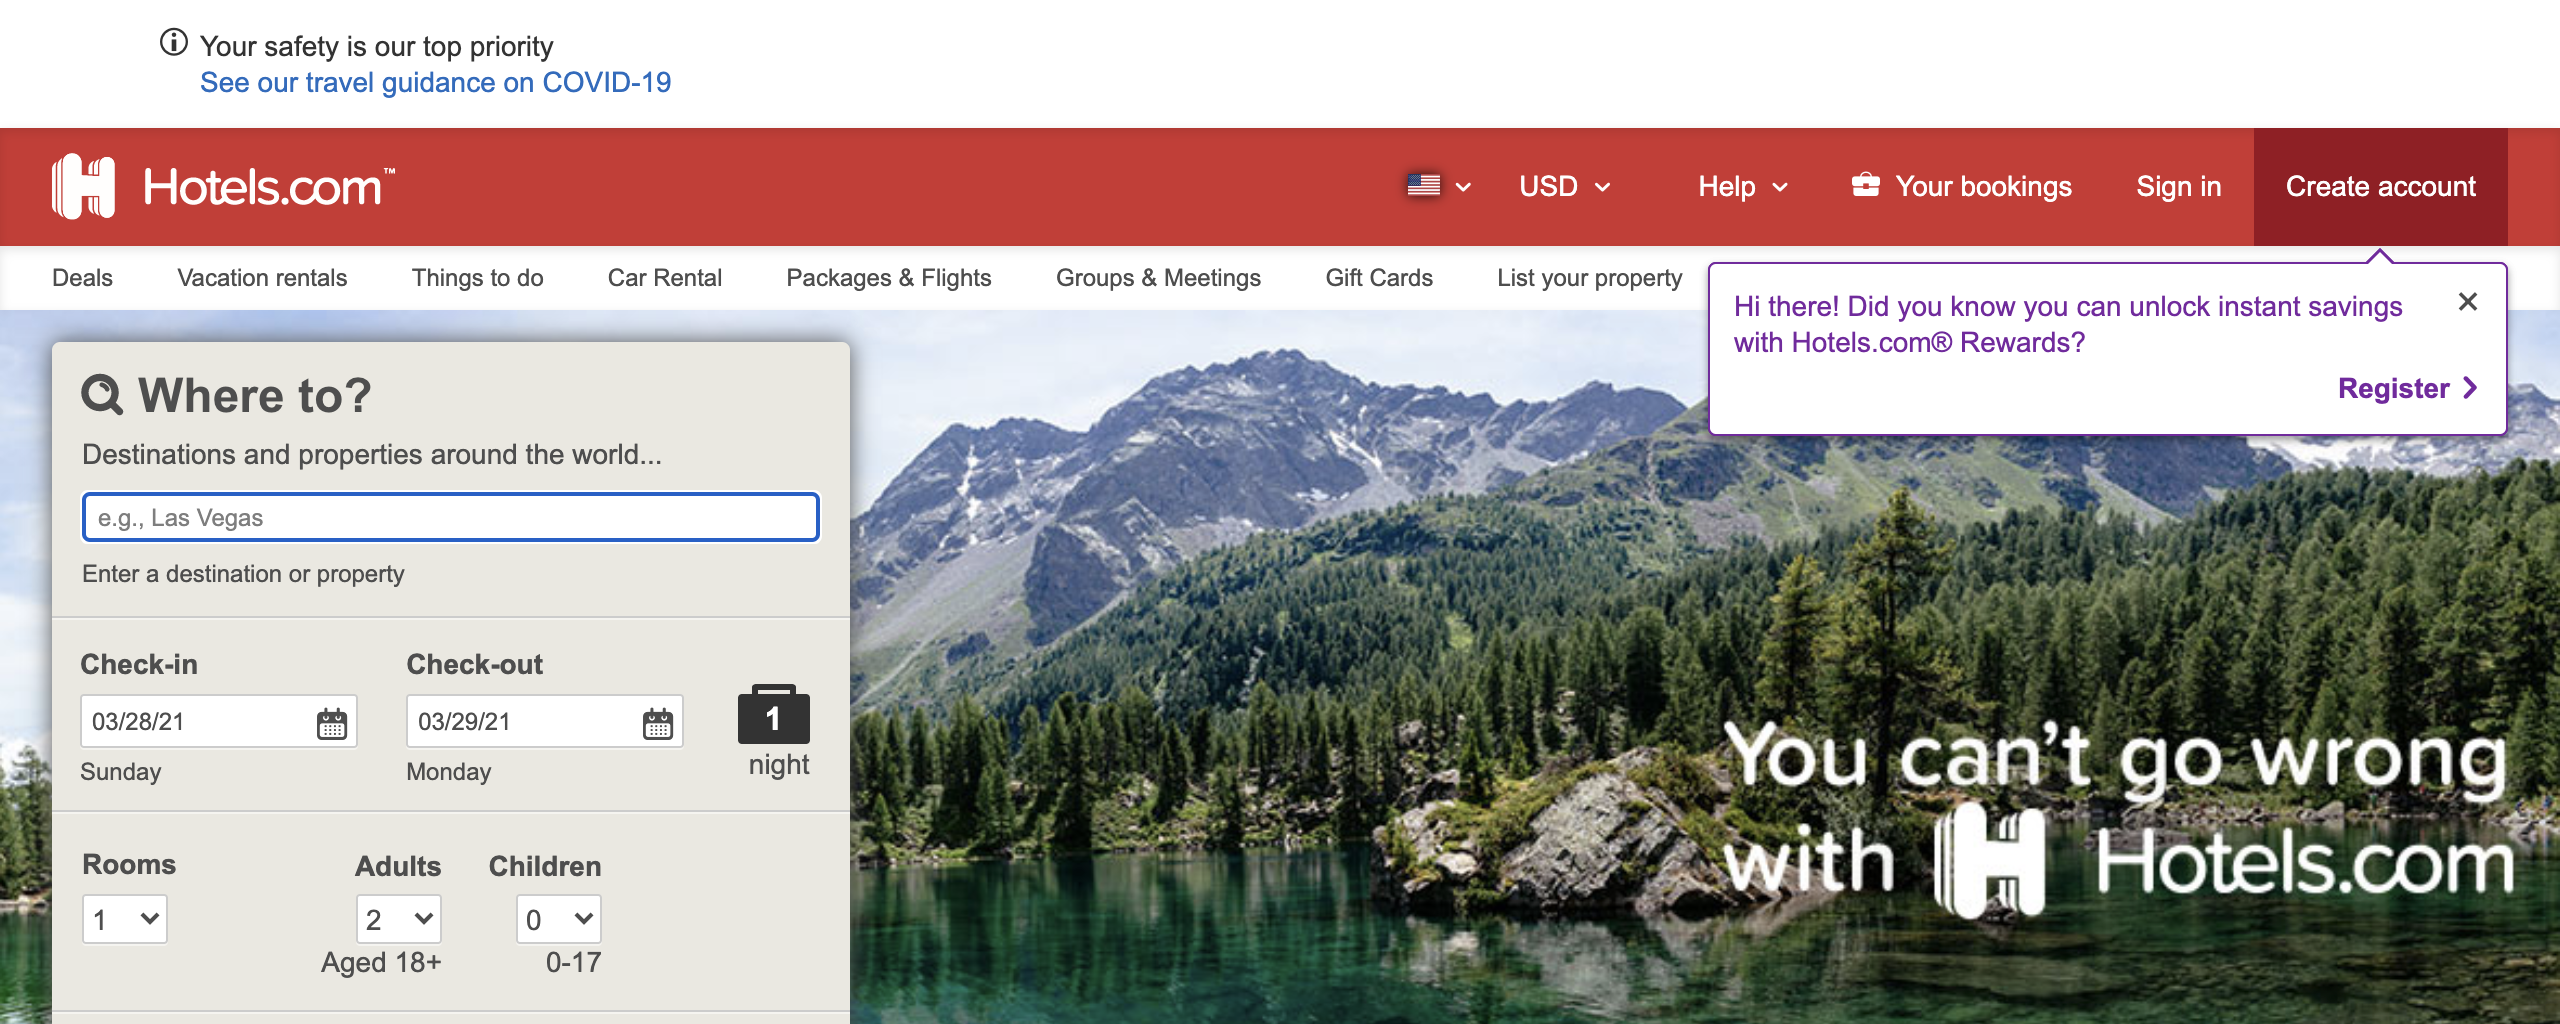 Your safety is our top priority
See our travel guidance on COVID-19
Hotels.com™
USD
Help
Your bookings
Sign in
Create account
Deals
Vacation rentals
Things to do
Car Rental
Packages & Flights
Groups & Meetings
Gift Cards
List your property
Hi there! Did you know you can unlock instant savings
with Hotels.com® Rewards?
Register
Where to?
Destinations and properties around the world...
e.g., Las Vegas
Enter a destination or property
Check-in
Check-out
03/28/21
03/29/21
1
night
Sunday
Monday
Rooms
Adults
Children
1
2
0
Aged 18+
0-17
You can't go wrong
with H Hotels.com